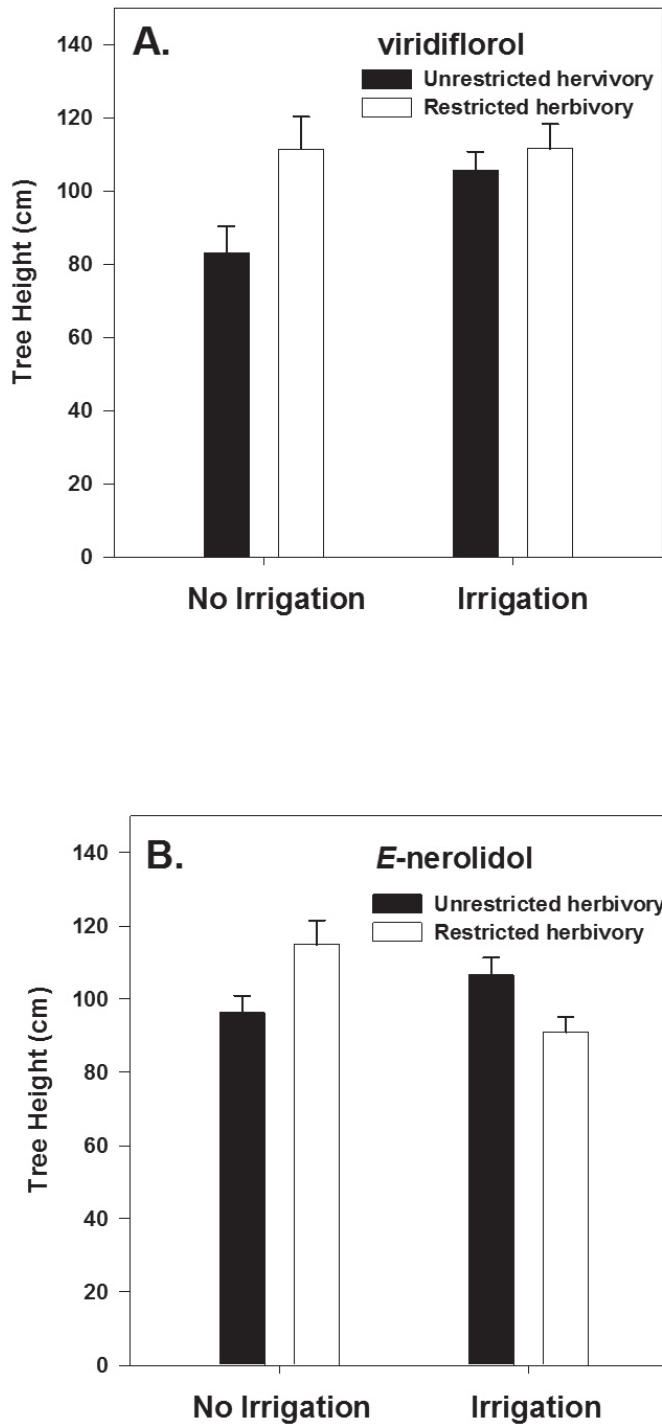 A.
viridiflorol
Unrestricted hervivory
Restricted herbivory
Tree Height (cm)
140
120
100
80
60
40
20
0
No Irrigation
Irrigation
B.
E-nerolidol
Unrestricted herbivory
Restricted herbivory
Tree Height (cm)
140
120
100
80
60
40
20
0
No Irrigation
Irrigation